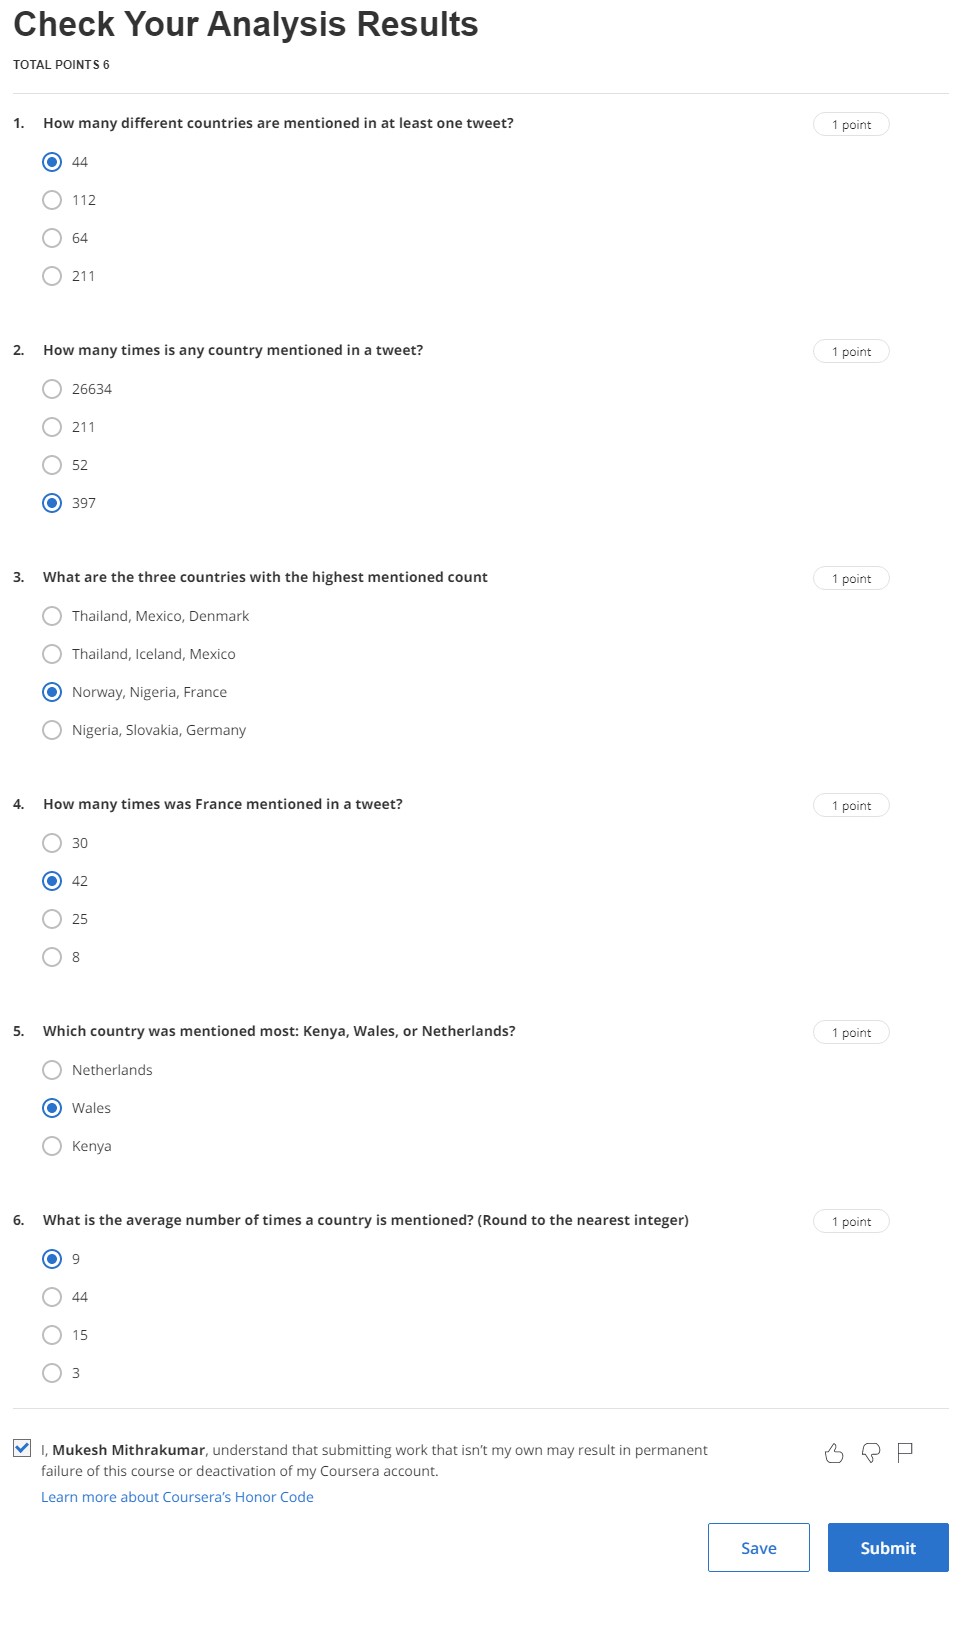 Check Your Analysis Results
TOTAL POINTS 6
1. How many different countries are mentioned in at least one tweet?
1 point
44
112
64
211
2. How many times is any country mentioned in a tweet?
1 point
26634
211
52
397
3. What are the three countries with the highest mentioned count
1 point
Thailand, Mexico, Denmark
Thailand, Iceland, Mexico
Norway, Nigeria, France
Nigeria, Slovakia, Germany
4. How many times was France mentioned in a tweet?
1 point
30
42
25
8
5. Which country was mentioned most: Kenya, Wales, or Netherlands?
1 point
Netherlands
Wales
Kenya
6. What is the average number of times a country is mentioned? (Round to the nearest integer)
1 point
9
44
15
3
I, Mukesh Mithrakumar, understand that submitting work that isn't my own may result in permanent
failure of this course or deactivation of my Coursera account.
Learn more about Coursera's Honor Code
Save
Submit